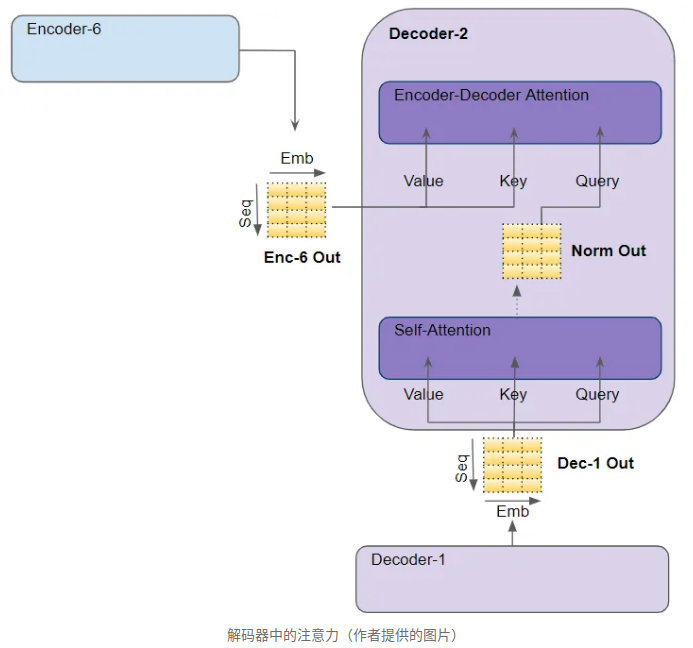 Encoder-6
Decoder-2
Encoder-Decoder Attention
Value
Key
Query
Emb
Seq
Enc-6 Out
Norm Out
Self-Attention
Value
Key
Query
Seq
Dec-1 Out
Emb
Decoder-1
解码器中的注意力（作者提供的图片）